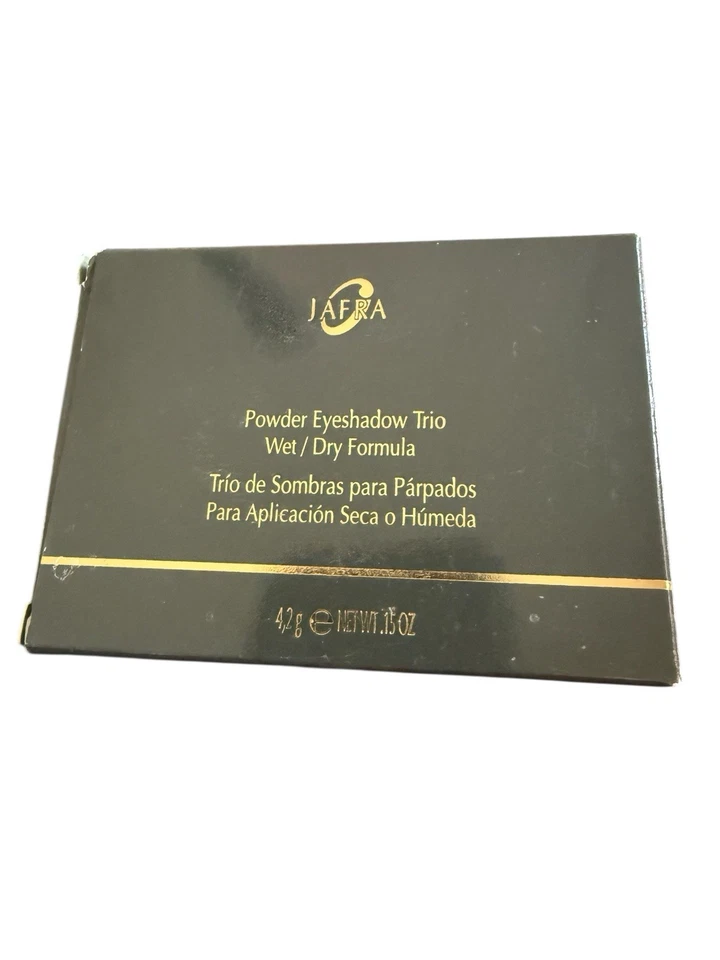 JAFRA
Powder Eyeshadow Trio
Wet / Dry Formula
Trío de Sombras para Párpados
Para Aplicación Seca o Húmeda
4,2 g ℮ NET WT .15 OZ